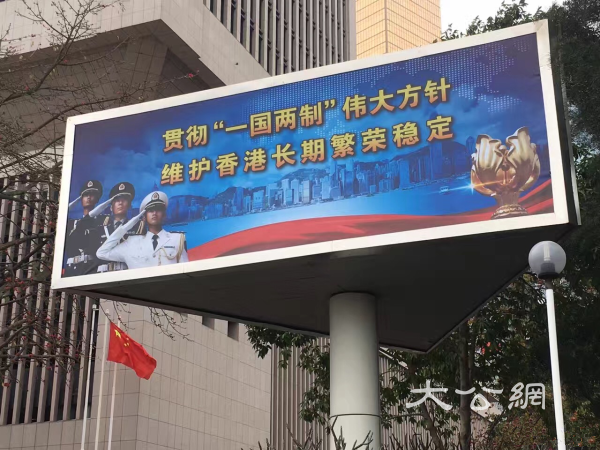 贯彻“一国两制”伟大方针
维护香港长期繁荣稳定
大公網